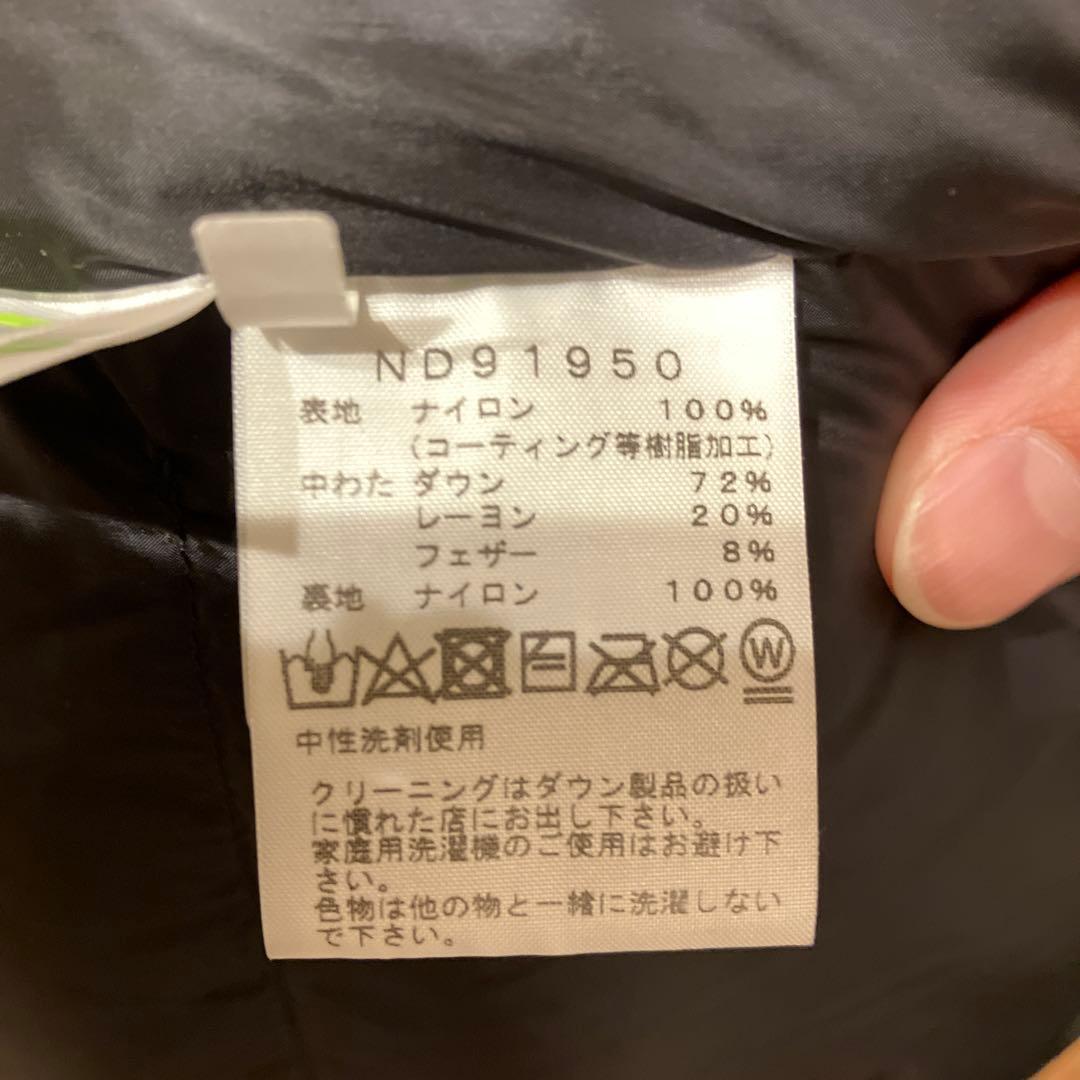 ND91950
表地 ナイロン 100%
(コーティング等樹脂加工)
中わた ダウン 72%
レーヨン 20%
フェザー 8%
裏地 ナイロン 100%
W
中性洗剤使用
クリーニングはダウン製品の扱い
に慣れた店にお出し下さい。
家庭用洗濯機のご使用はお避け下
さい。
色物は他の物と一緒に洗濯しない
で下さい。